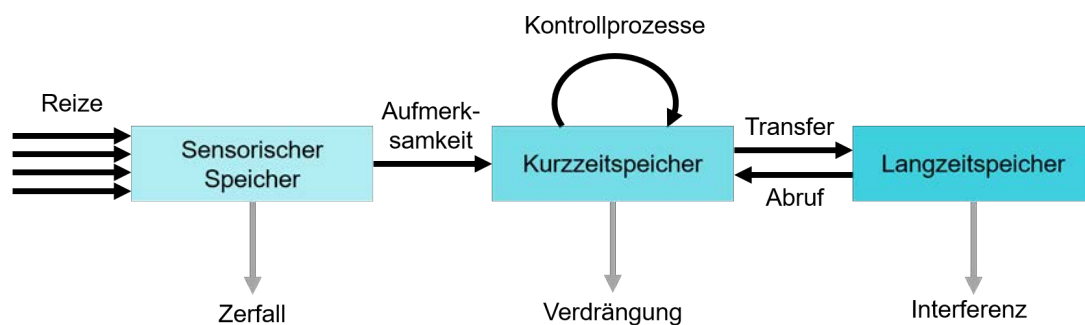 Kontrollprozesse
Reize
Aufmerk-
samkeit
Transfer
Sensorischer
Speicher
Kurzzeitspeicher
Langzeitspeicher
Abruf
Zerfall
Verdrängung
Interferenz